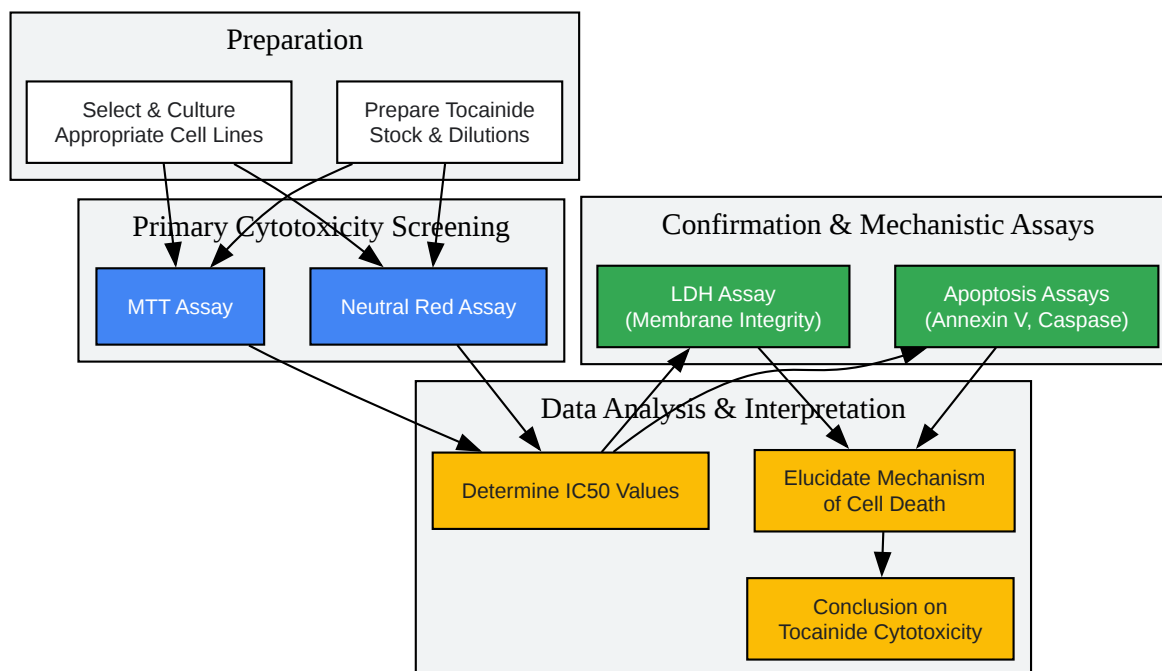 Preparation
Select & Culture
Appropriate Cell Lines
Prepare Tocainide
Stock & Dilutions
Primary Cytotoxicity Screening
MTT Assay
Neutral Red Assay
Confirmation & Mechanistic Assays
LDH Assay
(Membrane Integrity)
Apoptosis Assays
(Annexin V, Caspase)
Data Analysis & Interpretation
Determine IC50 Values
Elucidate Mechanism
of Cell Death
Conclusion on
Tocainide Cytotoxicity